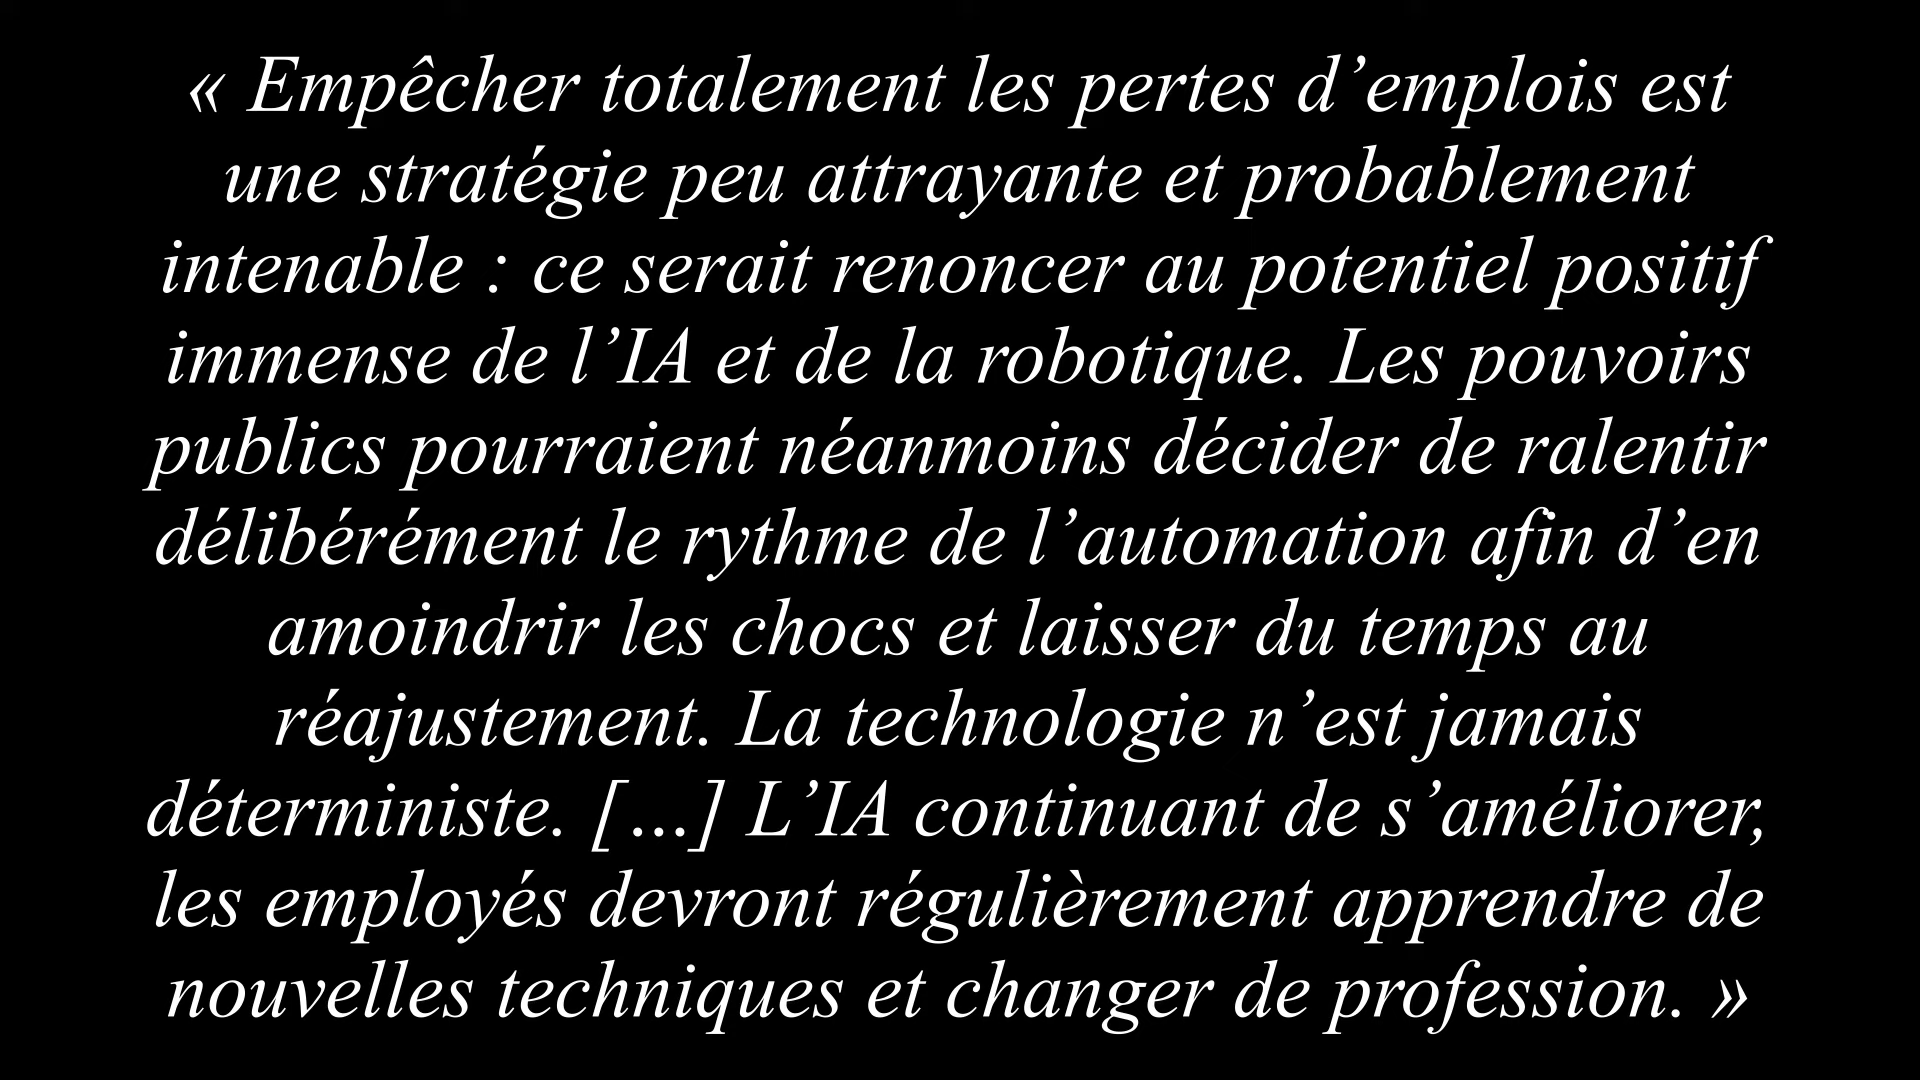 « Empêcher totalement les pertes d’emplois est
une stratégie peu attrayante et probablement
intenable : ce serait renoncer au potentiel positif
immense de l’IA et de la robotique. Les pouvoirs
publics pourraient néanmoins décider de ralentir
délibérément le rythme de l’automation afin d’en
amoindrir les chocs et laisser du temps au
réajustement. La technologie n’est jamais
déterministe. […] L’IA continuant de s’améliorer,
les employés devront régulièrement apprendre de
nouvelles techniques et changer de profession. »